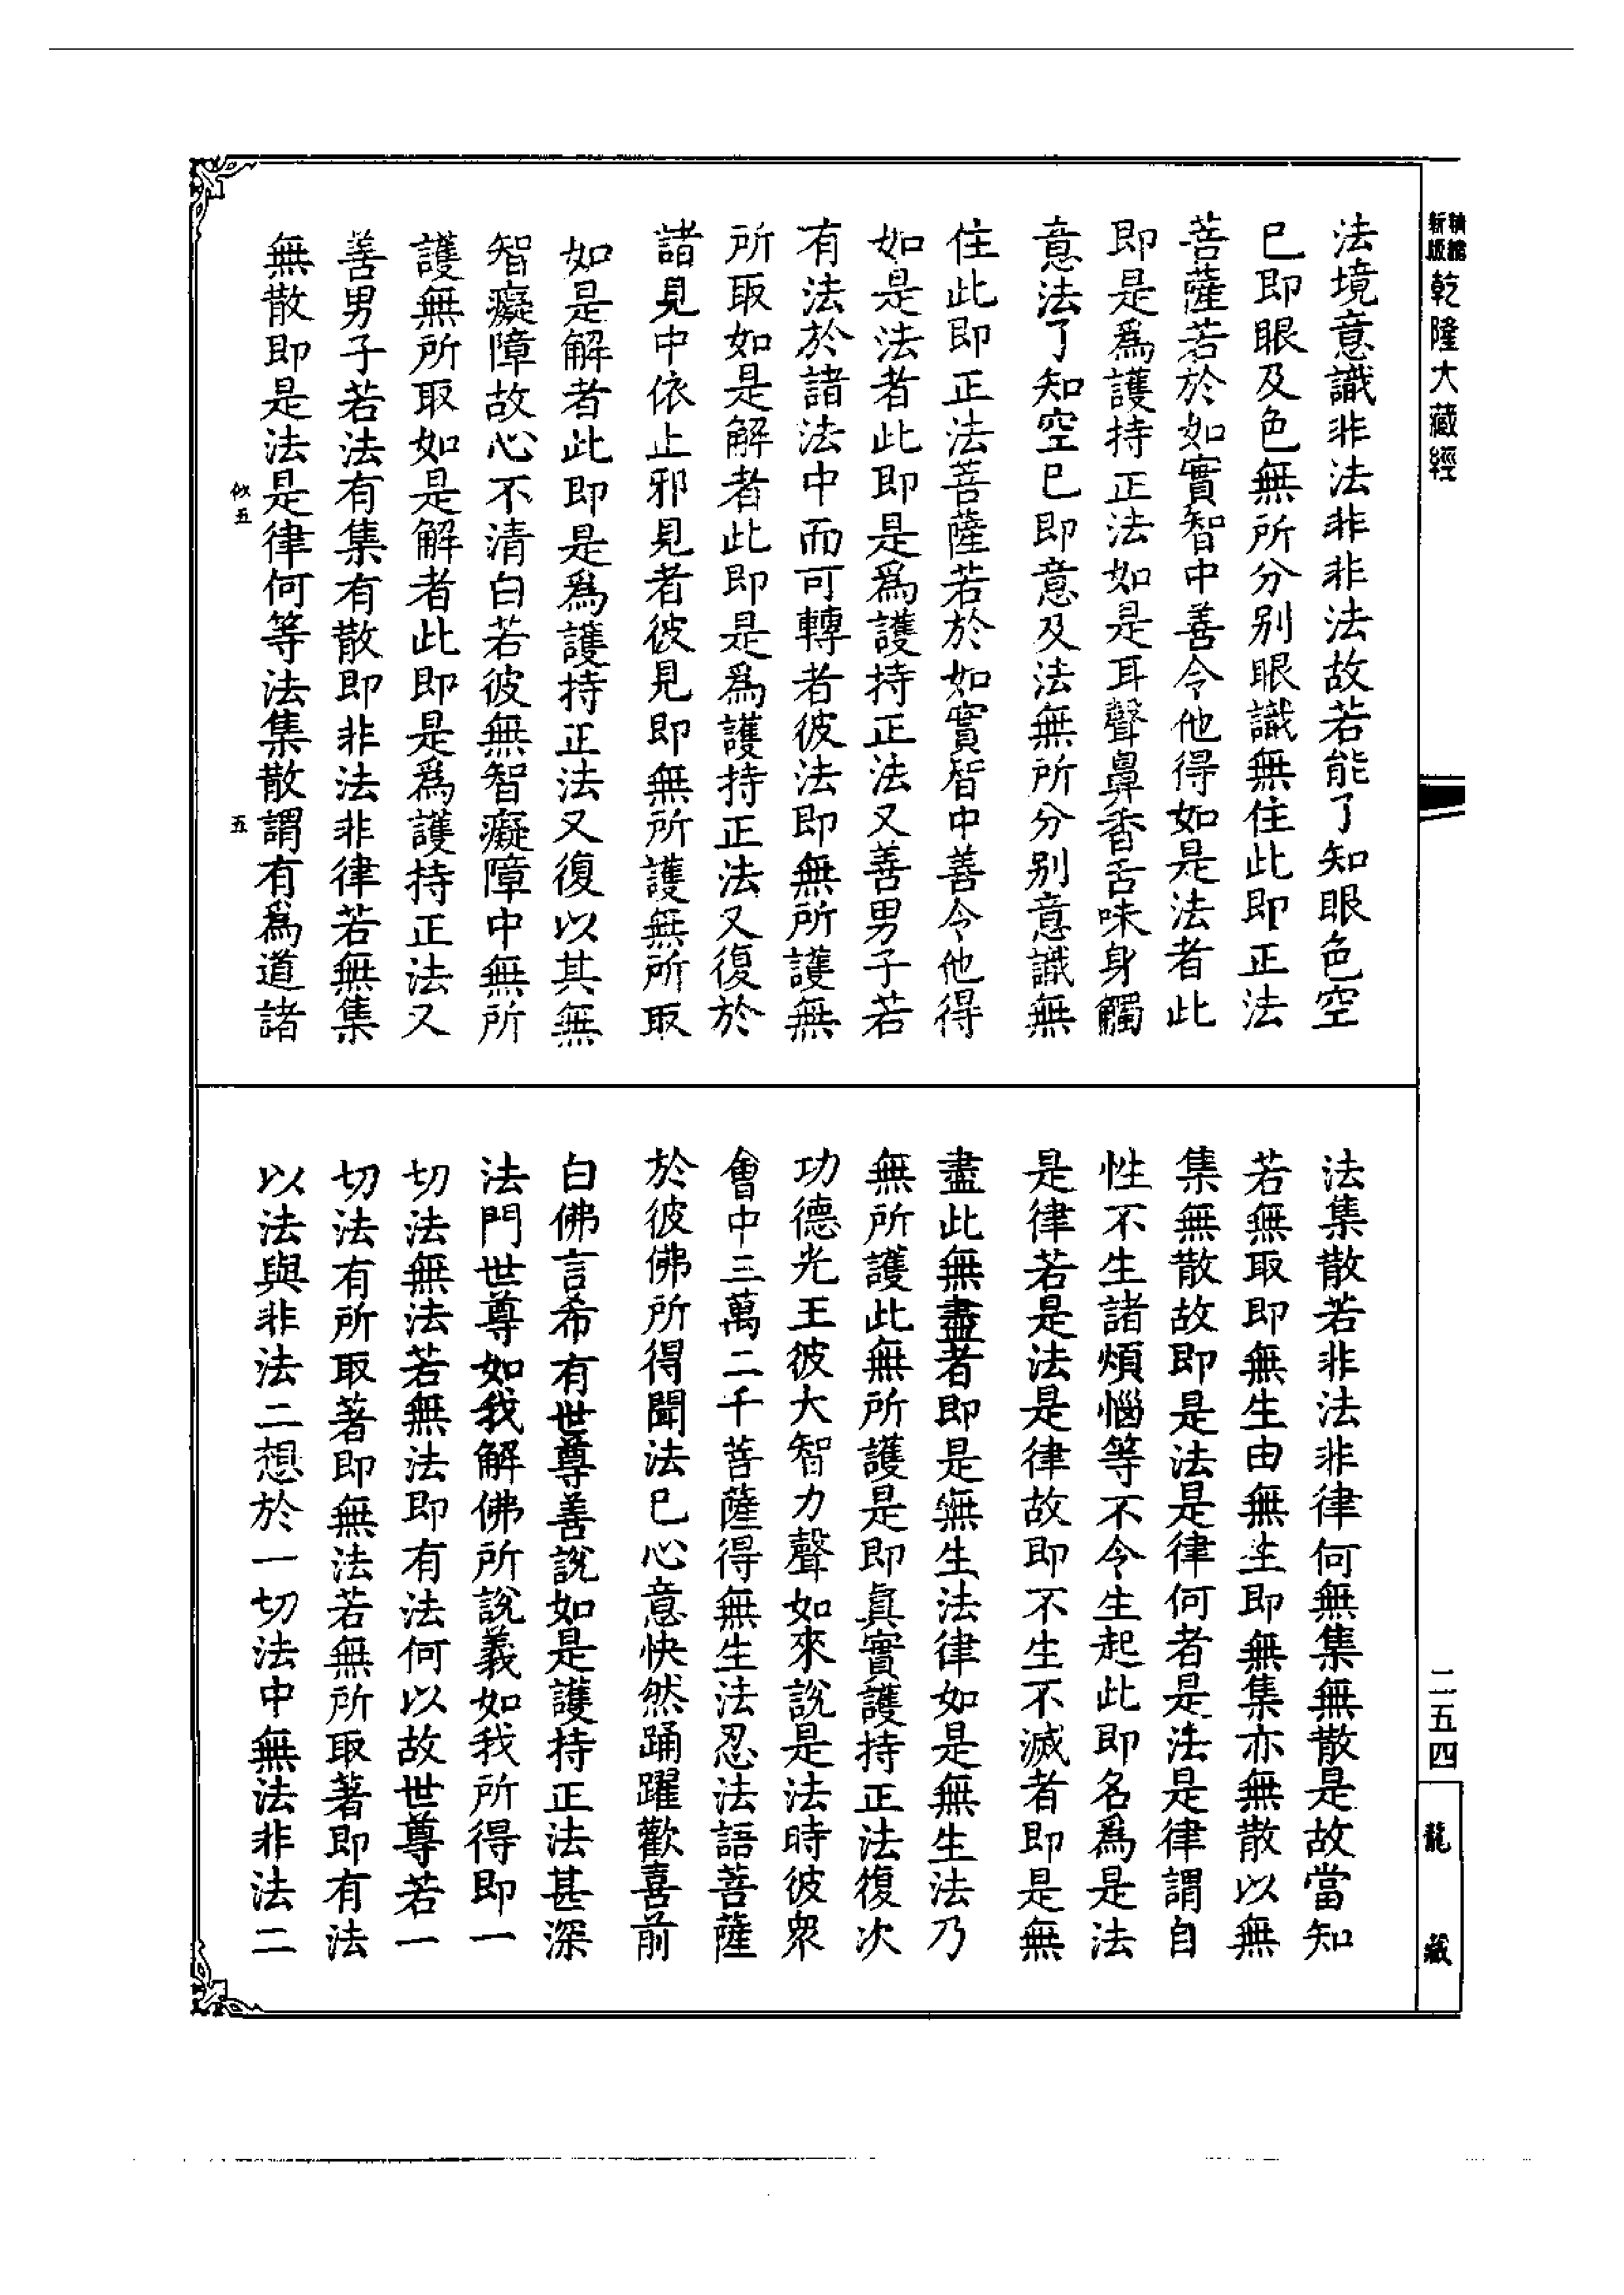 新版精縮
乾隆大藏經
法境意識非法非非法故若能了知眼色空
已即眼及色無所分別眼識無住此即正法
菩薩若於如實智中善令他得如是法者此
即是為護持正法如是耳聲鼻香舌味身觸
意法了知空已即意及法無所分別意識無
住此即正法菩薩若於如實智中善令他得
如是法者此即是為護持正法又善男子若
有法於諸法中而可轉者彼法即無所護無
所取如是解者此即是為護持正法又復於
諸見中依止邪見者彼見即無所護無所取
如是解者此即是為護持正法又復以其無
智癡障故心不清白若彼無智癡障中無所
護無所取如是解者此即是為護持正法又
善男子若法有集有散即非法非律若無集
無散即是法是律何等法集散謂有為道諸
五
法集散若非法非律何無集無散是故當知
若無取即無生由無生即無集亦無散以無
集無散故即是法是律何者是法是律謂自
性不生諸煩惱等不令生起此即名為是法
是律若是法是律故即不生不滅者即是無
盡此無盡者即是無生法律如是無生法乃
無所護此無所護是即真實護持正法復次
功德光王彼大智力聲如來說是法時彼眾
會中三萬二千菩薩得無生法忍法語菩薩
於彼佛所得聞法已心意快然踊躍歡喜前
白佛言希有世尊善說如是護持正法甚深
法門世尊如我解佛所說義如我所得即一
切法無法若無法即有法何以故世尊若一
切法有所取著即無法若無所取著即有法
以法與非法二想於一切法中無法非法二
二五四
龍藏